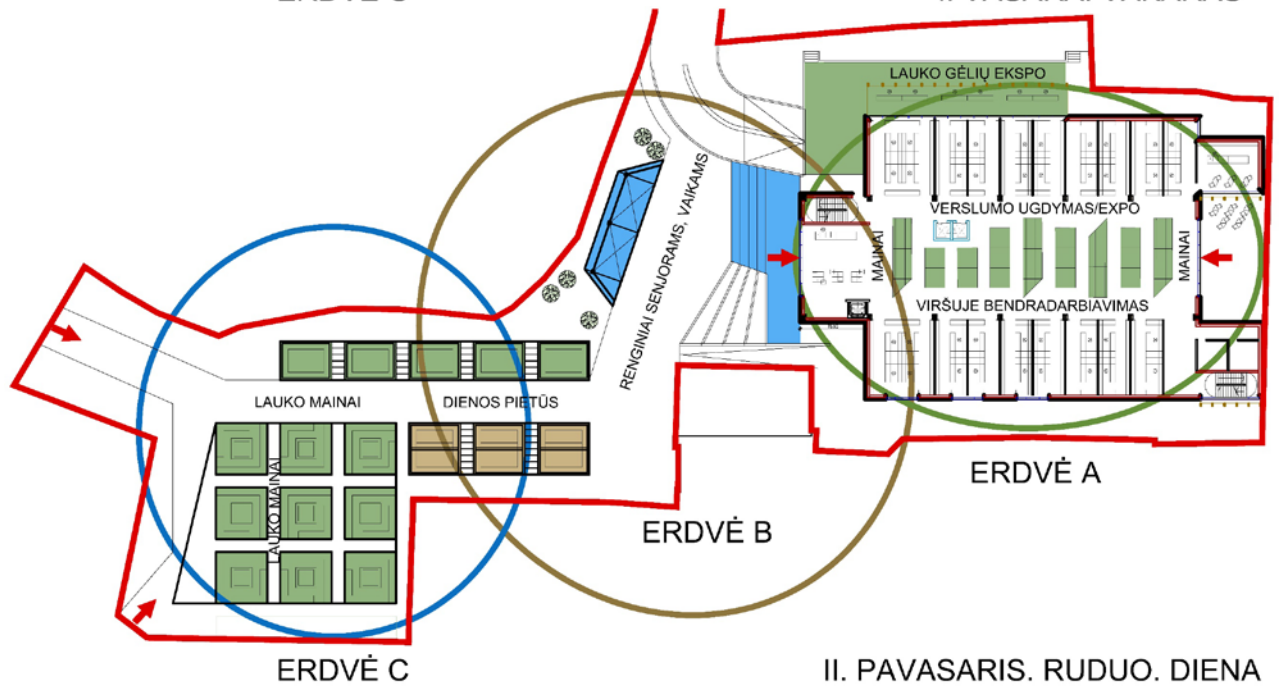 LAUKO GĖLIŲ EKSPO
RENGINIAI SENJORAMS, VAIKAMS
VERSLUMO UGDYMAS/EXPO
MAINAI
MAINAI
VIRŠUJE BENDRADARBIAVIMAS
LAUKO MAINAI
DIENOS PIETŪS
LAUKO MAINAI
ERDVĖ A
ERDVĖ B
ERDVĖ C
II. PAVASARIS. RUDUO. DIENA